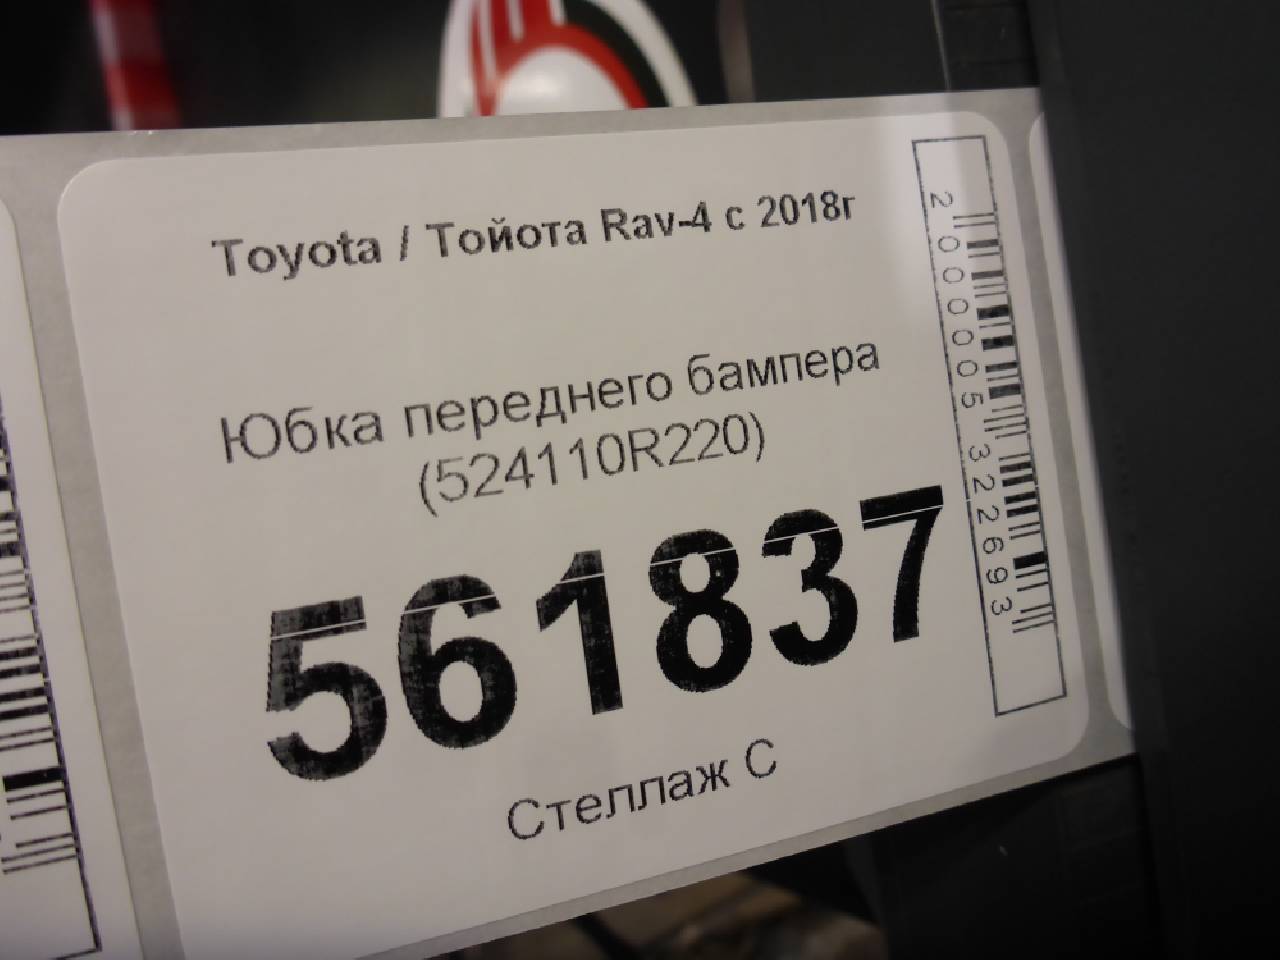 Toyota / Тойота Rav-4 с 2018г
Юбка переднего бампера
(524110R220)
561837
Стеллаж С
2000005322693